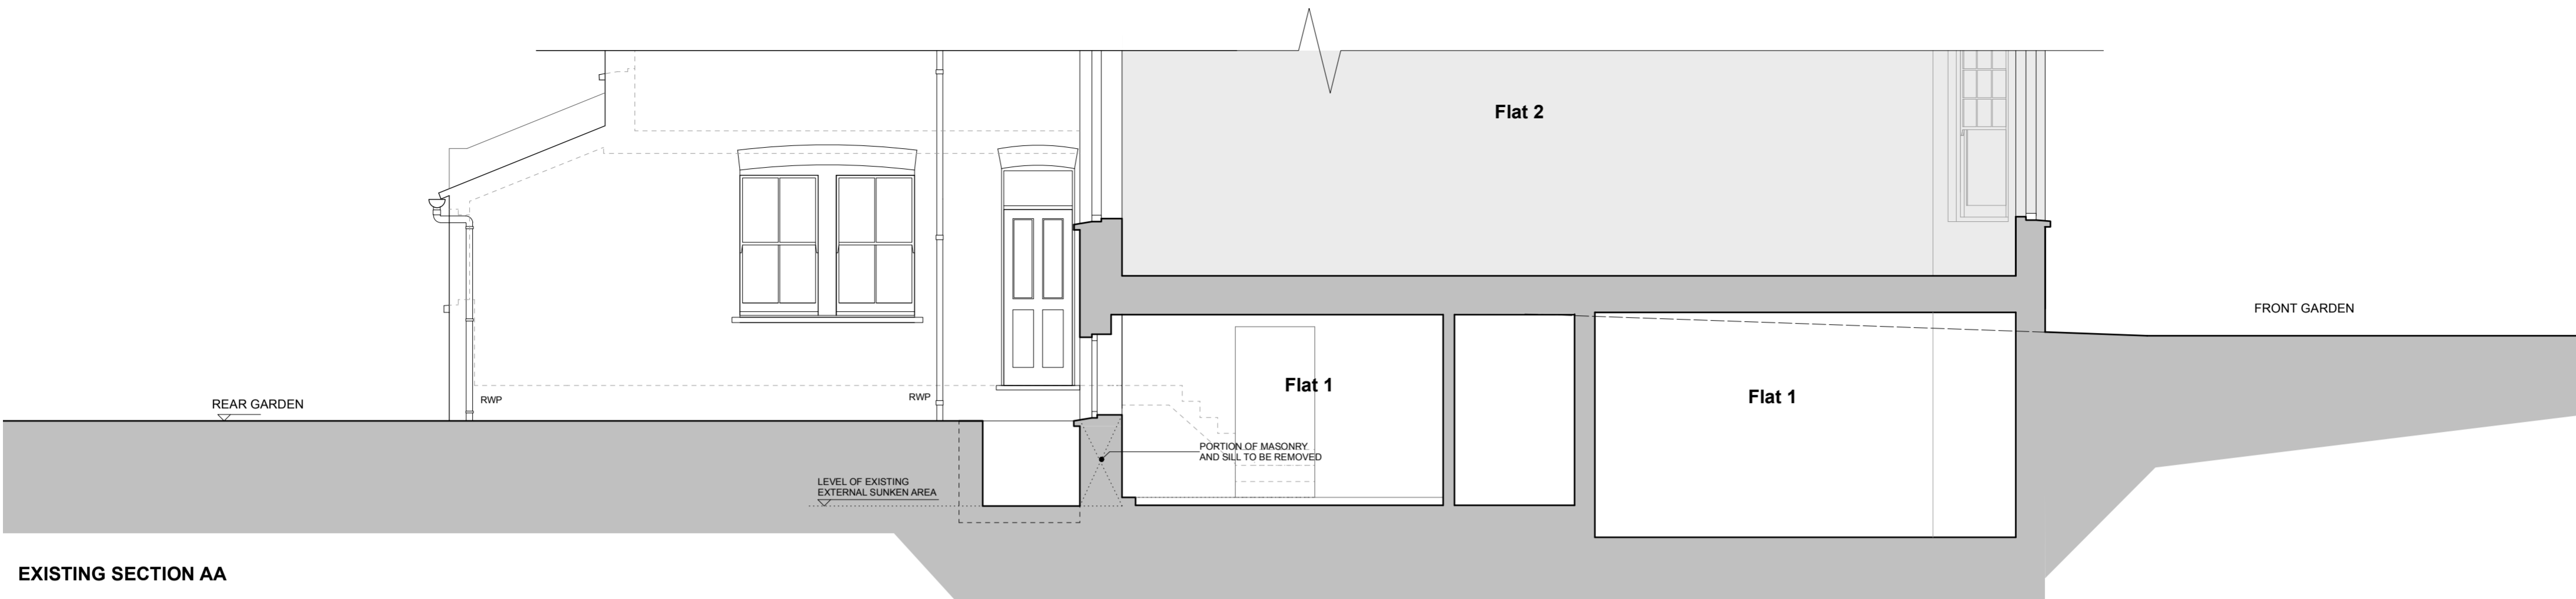 Flat 2
FRONT GARDEN
Flat 1
Flat 1
REAR GARDEN
RWP
RWP
PORTION OF MASONRY
AND SILL TO BE REMOVED
LEVEL OF EXISTING
EXTERNAL SUNKEN AREA
EXISTING SECTION AA